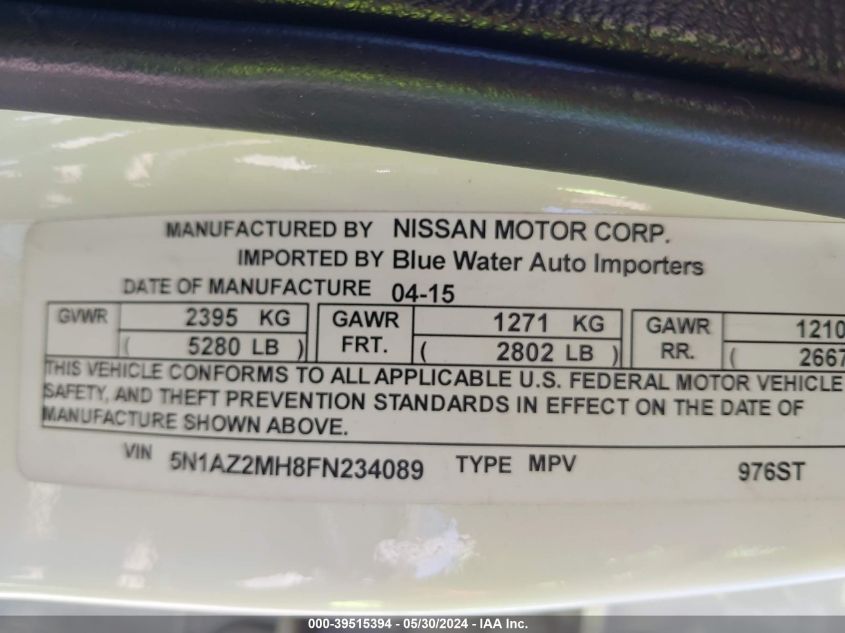 MANUFACTURED BY NISSAN MOTOR CORP.
IMPORTED BY Blue Water Auto Importers
DATE OF MANUFACTURE 04-15
GVWR 2395 KG GAWR 1271 KG GAWR 1210
( 5280 LB ) FRT. ( 2802 LB ) RR. ( 2667
THIS VEHICLE CONFORMS TO ALL APPLICABLE U.S. FEDERAL MOTOR VEHICLE
SAFETY, AND THEFT PREVENTION STANDARDS IN EFFECT ON THE DATE OF
MANUFACTURE SHOWN ABOVE.
VIN 5N1AZ2MH8FN234089 TYPE MPV 976ST
000-39515394 - 05/30/2024 - IAA Inc.